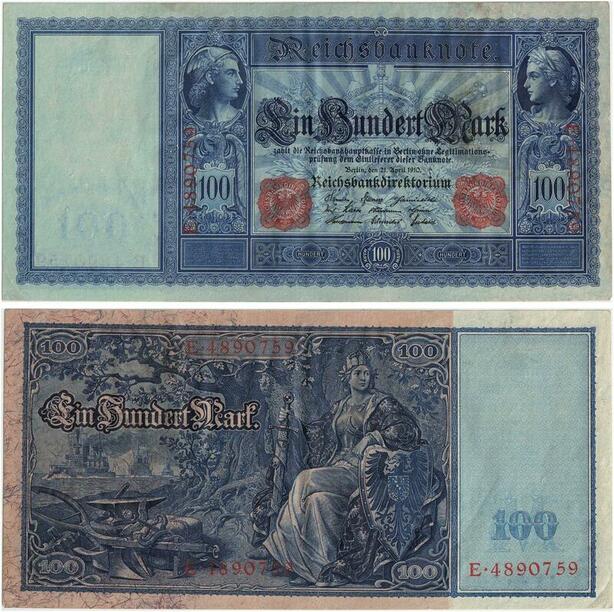 Reichsbanknote.
Ein Hundert Mark
zahlt die Reichsbankhauptkasse in Berlin ohne Legitimations-
prüfung dem Einlieferer dieser Banknote.
Berlin, den 21. April 1910.
Reichsbankdirektorium
100
100
HUNDERT
100
HUNDERT
100
E·4890759
100
Ein Hundert Mark.
100
100
E·4890759
100
E·4890759